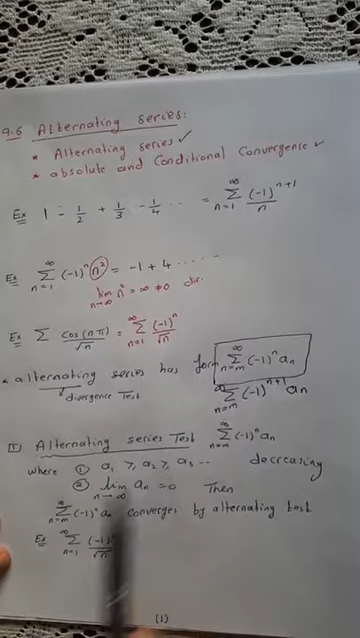 9.6 Alternating series:
* Alternating series ✓
* absolute and Conditional Convergence ✓
Ex 1 - 1/2 + 1/3 - 1/4 ... = ∑_{n=1}^{∞} (-1)^{n+1}/n
Ex ∑_{n=1}^{∞} (-1)^n n^2 = -1 + 4 ......
lim_{n→∞} n^2 = ∞ ≠ 0 div.
Ex ∑ cos(nπ)/√n = ∑_{n=1}^{∞} (-1)^n/√n
* alternating series has form ∑_{n=m}^{∞} (-1)^n a_n
divergence Test
∑_{n=m}^{∞} (-1)^{n+1} a_n
[1] Alternating series Test ∑_{n=m}^{∞} (-1)^n a_n
where ① a_1 ≥ a_2 ≥ a_3 ... decreasing
② lim_{n→∞} a_n = 0 Then
∑_{n=m}^{∞} (-1)^n a_n converges by alternating test
Ex ∑_{n=1}^{∞} (-1)^n/√n
[1]